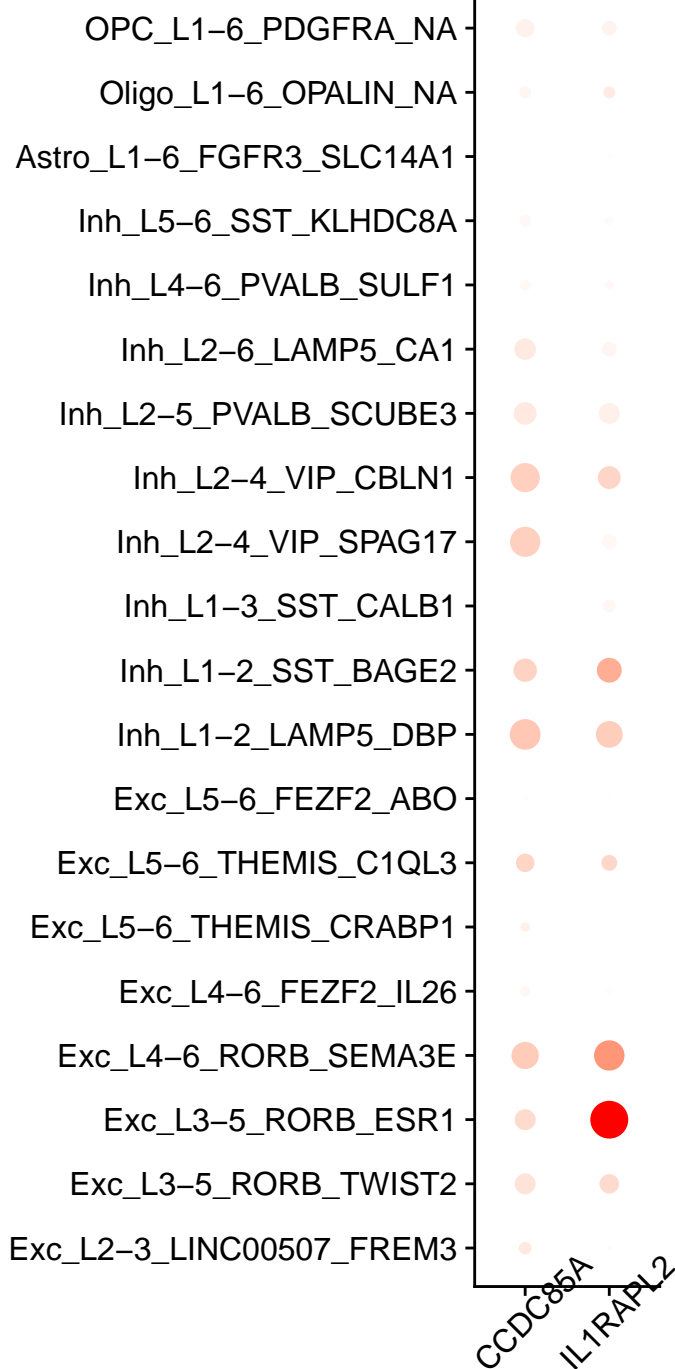 OPC_L1−6_PDGFRA_NA
Oligo_L1−6_OPALIN_NA
Astro_L1−6_FGFR3_SLC14A1
Inh_L5−6_SST_KLHDC8A
Inh_L4−6_PVALB_SULF1
Inh_L2−6_LAMP5_CA1
Inh_L2−5_PVALB_SCUBE3
Inh_L2−4_VIP_CBLN1
Inh_L2−4_VIP_SPAG17
Inh_L1−3_SST_CALB1
Inh_L1−2_SST_BAGE2
Inh_L1−2_LAMP5_DBP
Exc_L5−6_FEZF2_ABO
Exc_L5−6_THEMIS_C1QL3
Exc_L5−6_THEMIS_CRABP1
Exc_L4−6_FEZF2_IL26
Exc_L4−6_RORB_SEMA3E
Exc_L3−5_RORB_ESR1
Exc_L3−5_RORB_TWIST2
Exc_L2−3_LINC00507_FREM3
CCDC85A
IL1RAPL2